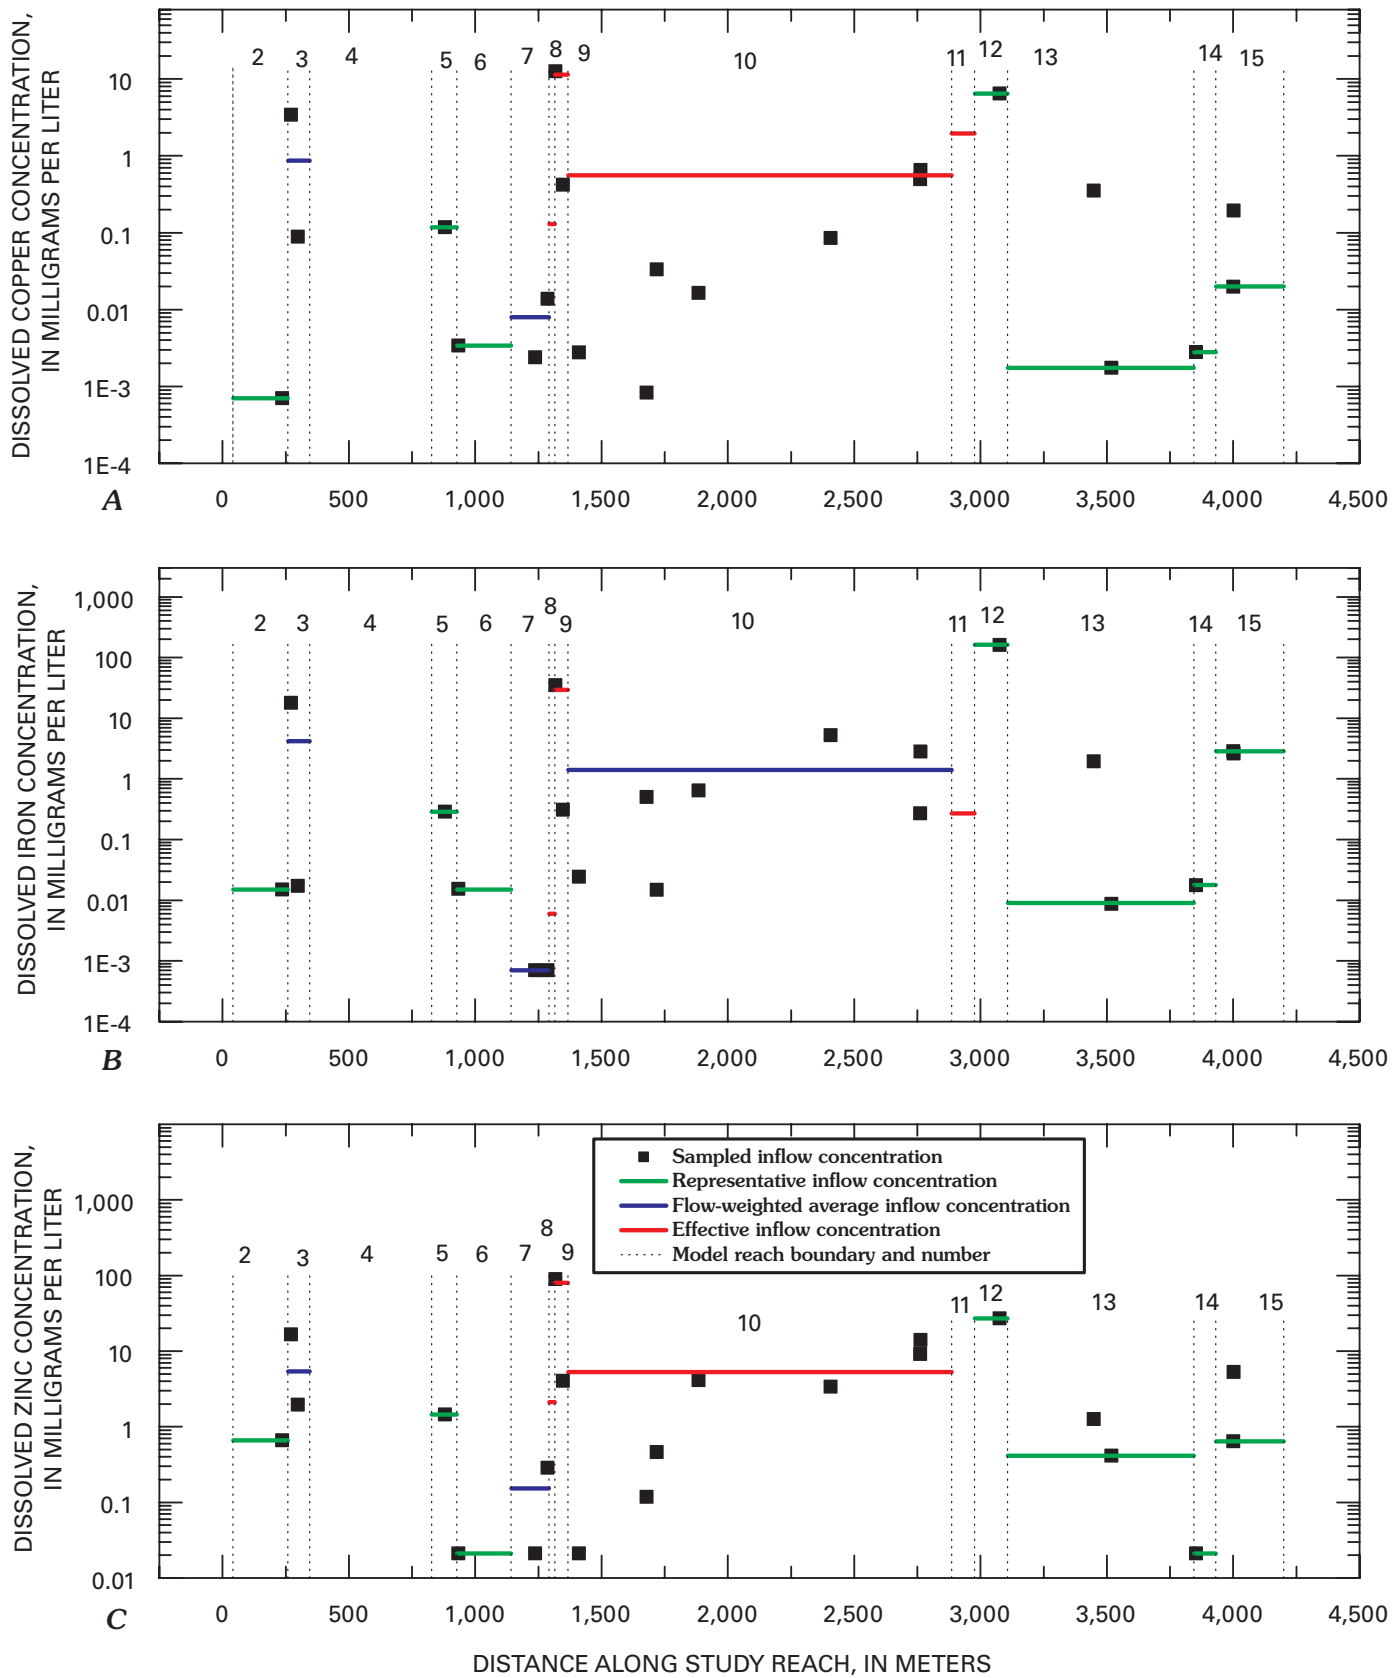 DISSOLVED COPPER CONCENTRATION,
IN MILLIGRAMS PER LITER
2 3 4 5 6 7 8 9 10 11 12 13 14 15
10
1
0.1
0.01
1E-3
1E-4
A
0 500 1,000 1,500 2,000 2,500 3,000 3,500 4,000 4,500
DISSOLVED IRON CONCENTRATION,
IN MILLIGRAMS PER LITER
1,000
2 3 4 5 6 7 8 9 10 11 12 13 14 15
100
10
1
0.1
0.01
1E-3
1E-4
B
0 500 1,000 1,500 2,000 2,500 3,000 3,500 4,000 4,500
DISSOLVED ZINC CONCENTRATION,
IN MILLIGRAMS PER LITER
Sampled inflow concentration
Representative inflow concentration
Flow-weighted average inflow concentration
Effective inflow concentration
Model reach boundary and number
1,000
2 3 4 5 6 7 8 9 10 11 12 13 14 15
100
10
1
0.1
0.01
C
0 500 1,000 1,500 2,000 2,500 3,000 3,500 4,000 4,500
DISTANCE ALONG STUDY REACH, IN METERS